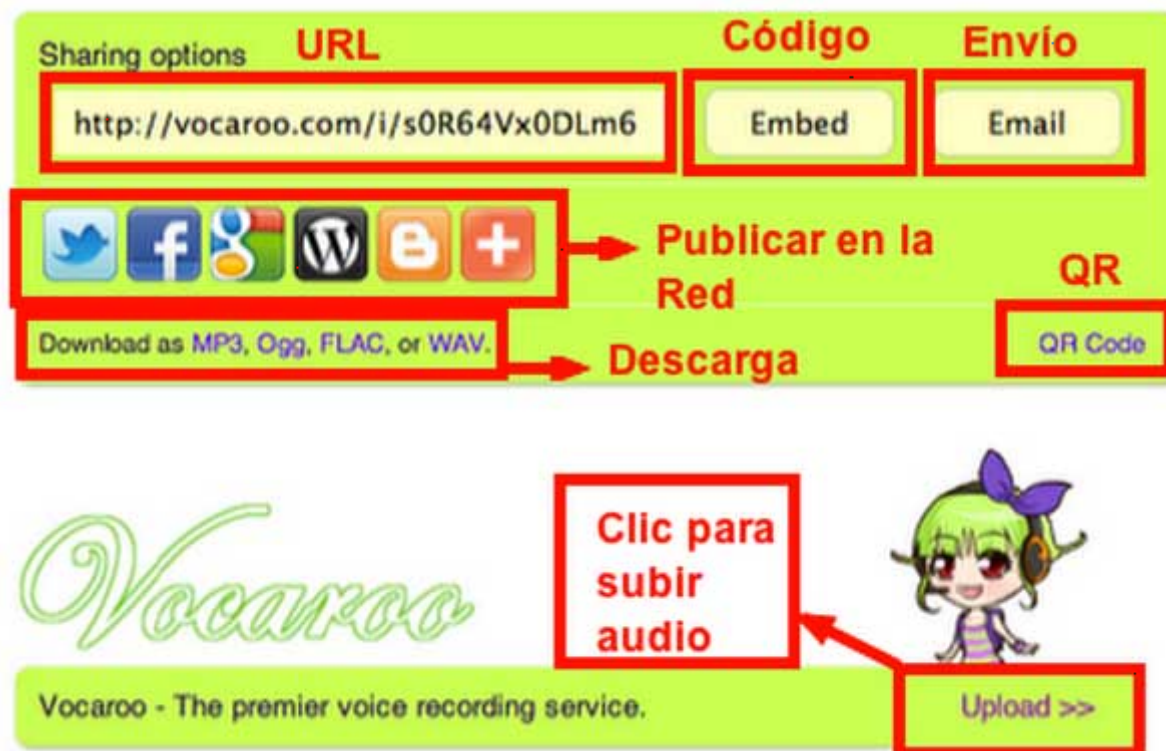 Sharing options URL Código Envío
http://vocaroo.com/i/s0R64Vx0DLm6 Embed Email
Publicar en la
Red
QR
Download as MP3, Ogg, FLAC, or WAV.
Descarga
QR Code
Clic para
subir
audio
Vocaroo
Vocaroo - The premier voice recording service.
Upload >>